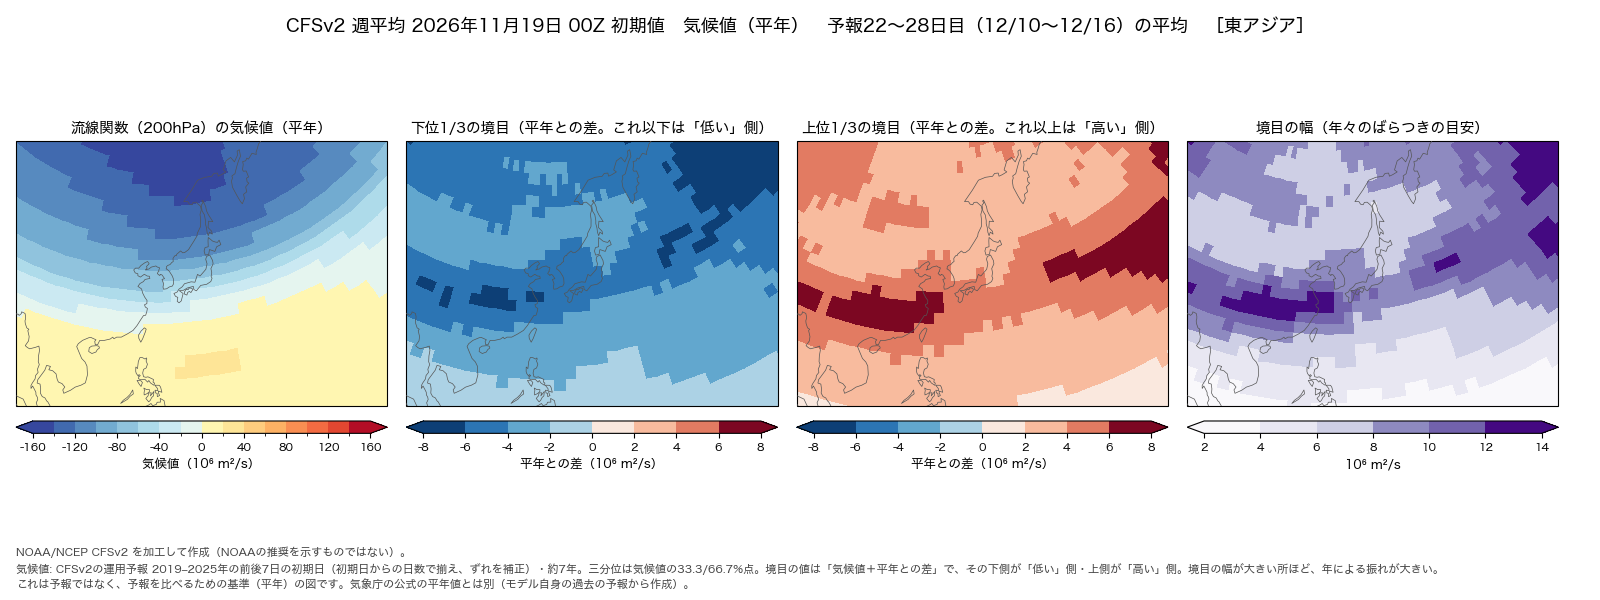 CFSv2 週平均 2026年11月19日 00Z 初期値　気候値（平年）　予報22～28日目（12/10～12/16）の平均　［東アジア］
流線関数（200hPa）の気候値（平年）
下位1/3の境目（平年との差。これ以下は「低い」側）
上位1/3の境目（平年との差。これ以上は「高い」側）
境目の幅（年々のばらつきの目安）
-160 -120 -80 -40 0 40 80 120 160
気候値（10⁶ m²/s）
-8 -6 -4 -2 0 2 4 6 8
平年との差（10⁶ m²/s）
-8 -6 -4 -2 0 2 4 6 8
平年との差（10⁶ m²/s）
2 4 6 8 10 12 14
10⁶ m²/s
NOAA/NCEP CFSv2 を加工して作成（NOAAの推奨を示すものではない）。
気候値: CFSv2の運用予報 2019–2025年の前後7日の初期日（初期日からの日数で揃え、ずれを補正）・約7年。三分位は気候値の33.3/66.7%点。境目の値は「気候値＋平年との差」で、その下側が「低い」側・上側が「高い」側。境目の幅が大きい所ほど、年による振れが大きい。
これは予報ではなく、予報を比べるための基準（平年）の図です。気象庁の公式の平年値とは別（モデル自身の過去の予報から作成）。